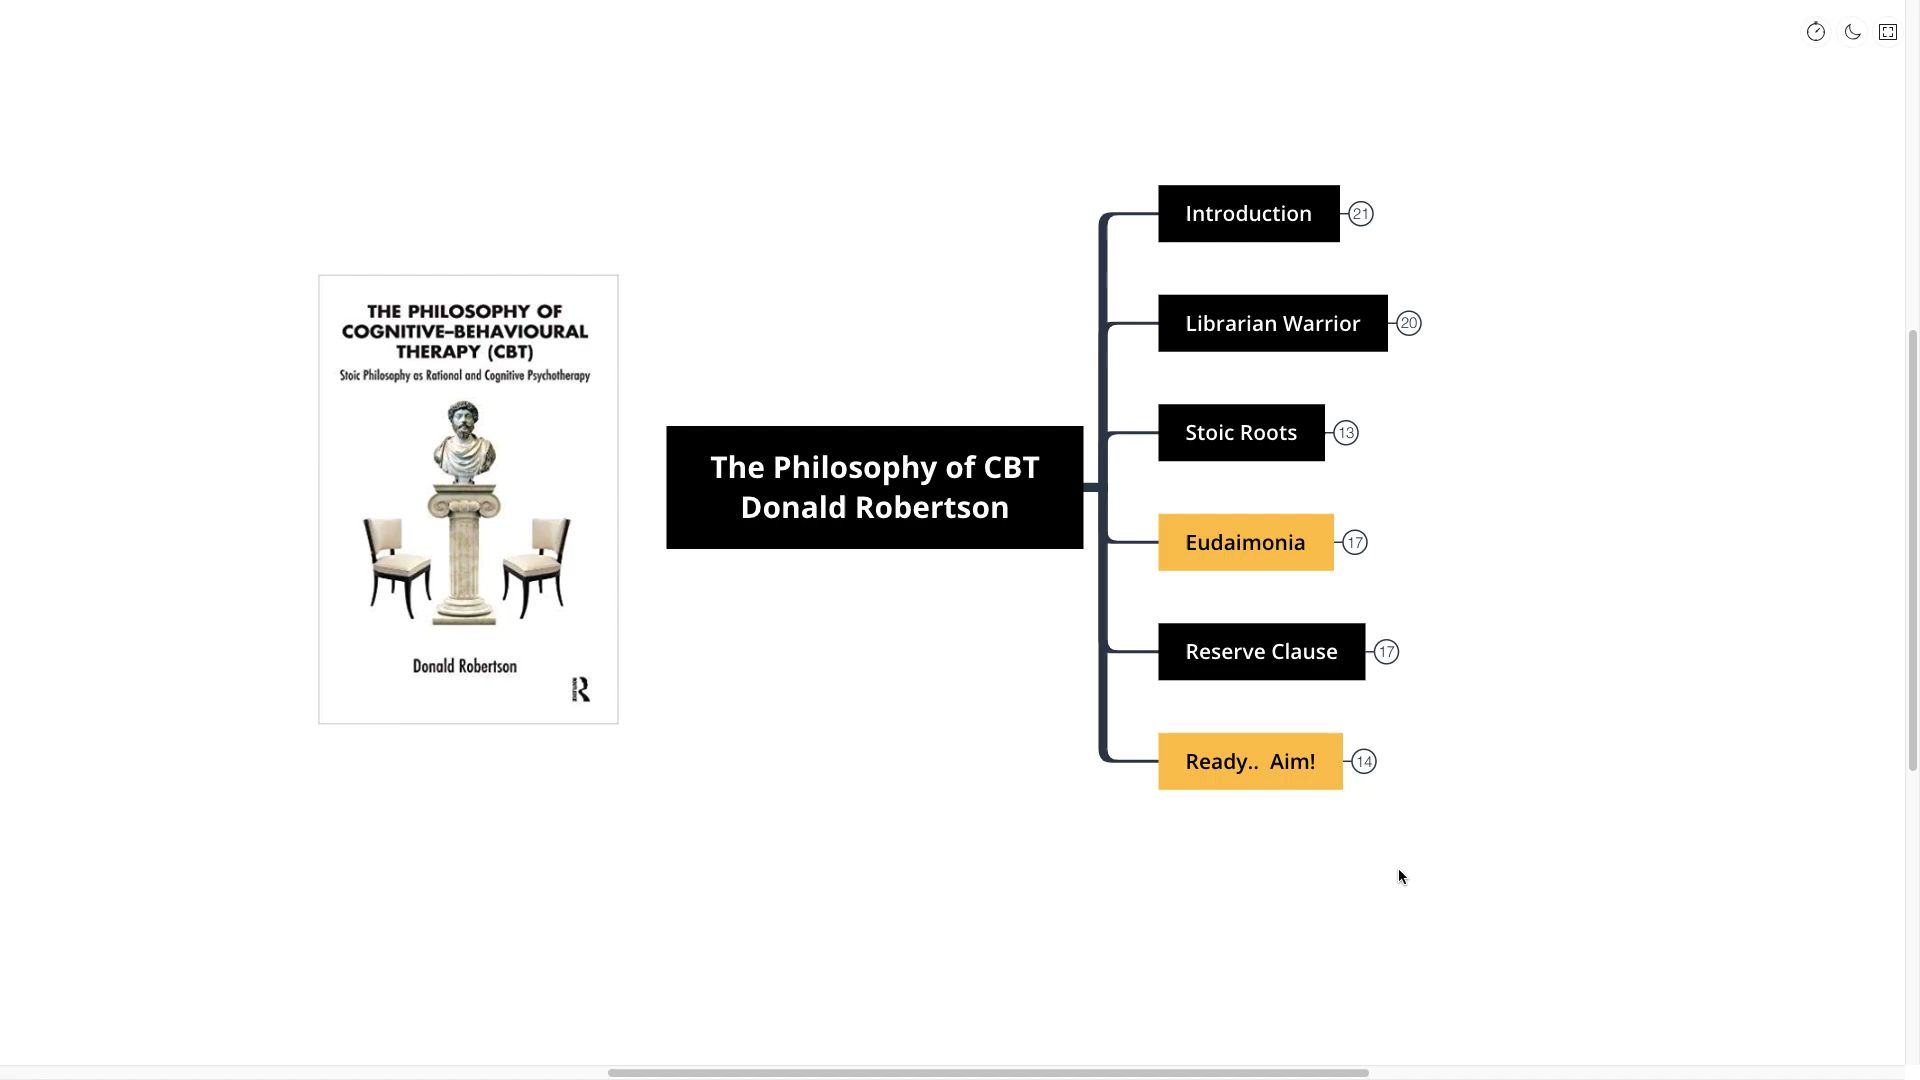 THE PHILOSOPHY OF
COGNITIVE–BEHAVIOURAL
THERAPY (CBT)
Stoic Philosophy as Rational and Cognitive Psychotherapy
Donald Robertson
R
The Philosophy of CBT
Donald Robertson
Introduction 21
Librarian Warrior 20
Stoic Roots 13
Eudaimonia 17
Reserve Clause 17
Ready..  Aim! 14